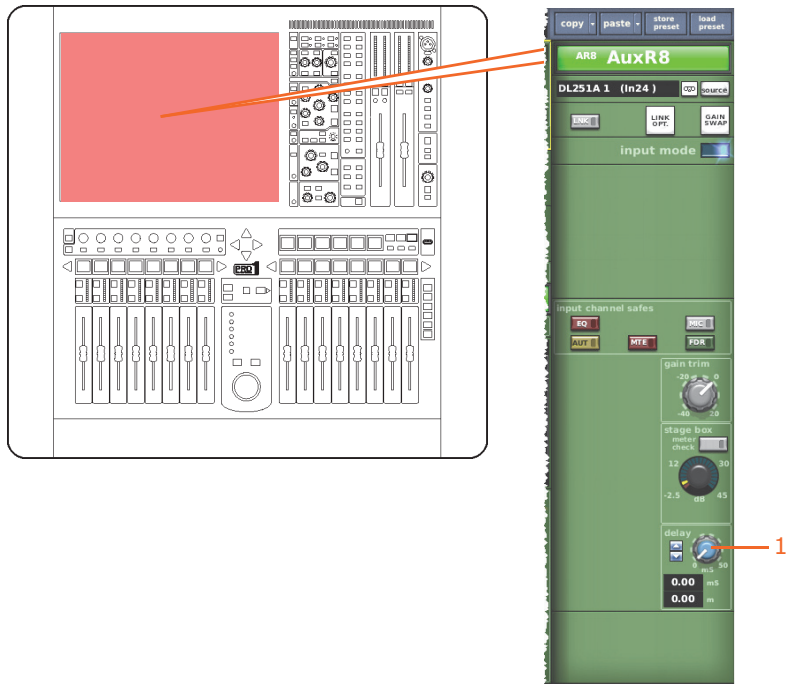 copy paste store preset load preset
AR8 AuxR8
DL251A 1 (In24 ) source
LNK LINK OPT. GAIN SWAP
input mode
input channel safes
EQ MIC
AUT MTE FDR
gain trim
-20 0
-40 20
stage box
meter check
12 30
-2.5 dB 45
delay
1
0 50
mS
0.00 mS
0.00 m
PRO 1